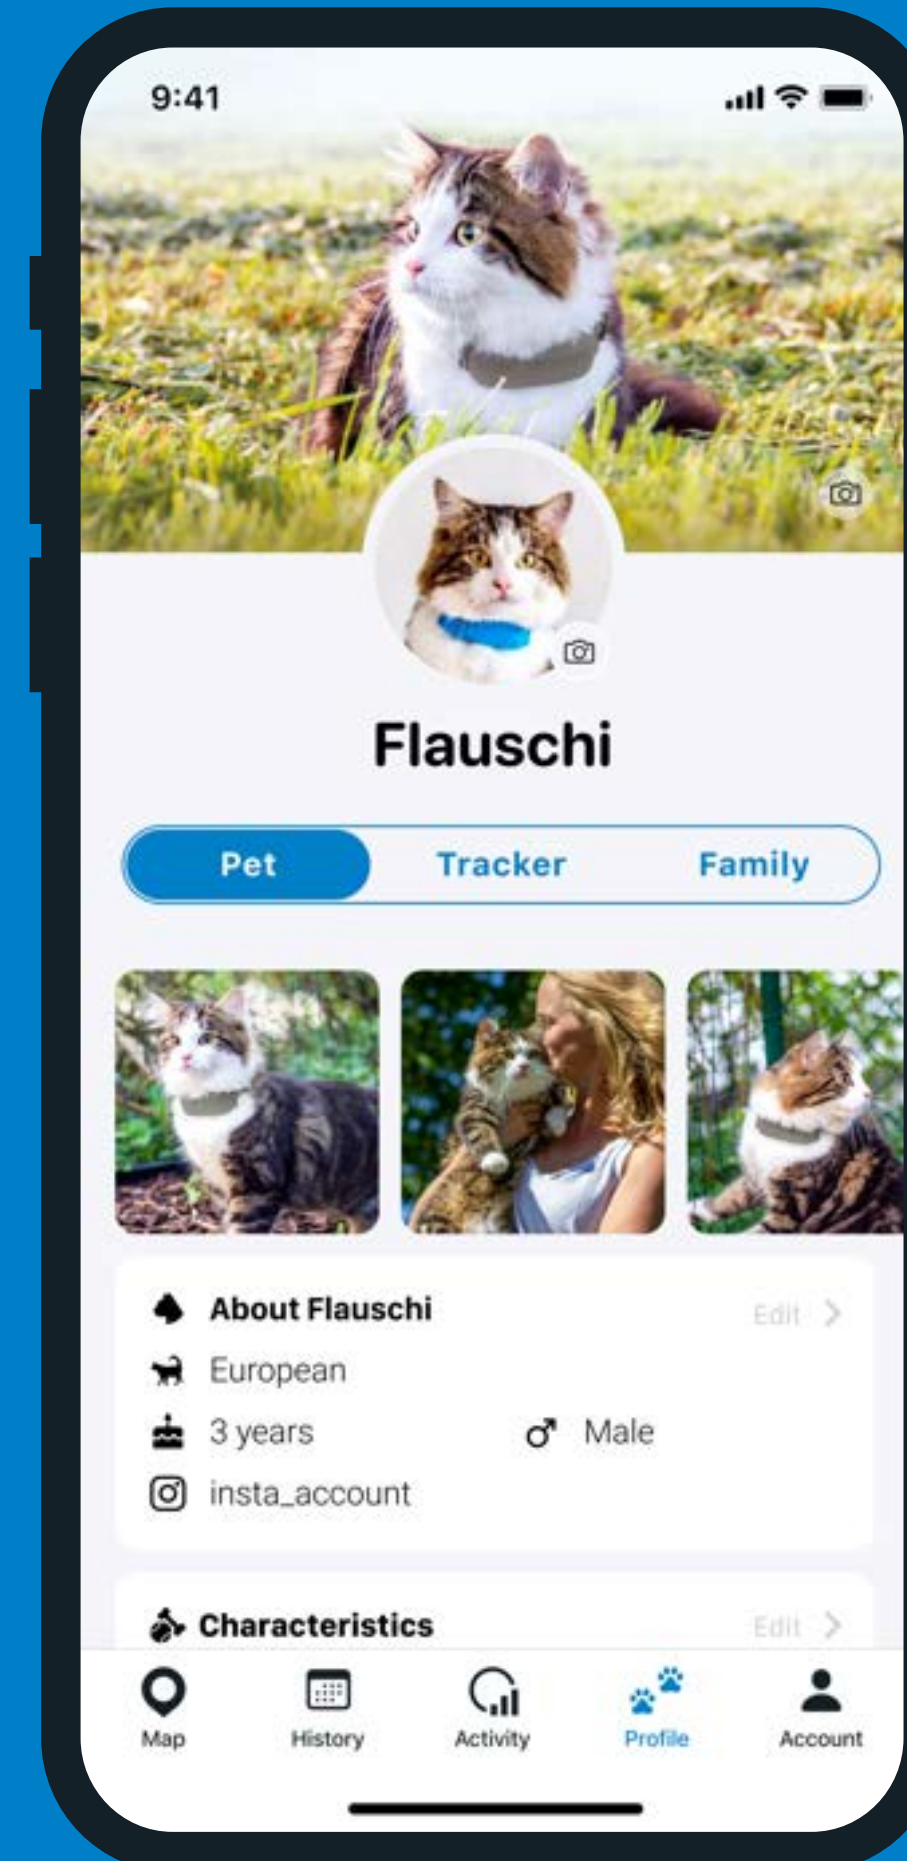 9:41
Flauschi
Pet Tracker Family
About Flauschi Edit
European
3 years Male
insta_account
Characteristics Edit
Map History Activity Profile Account